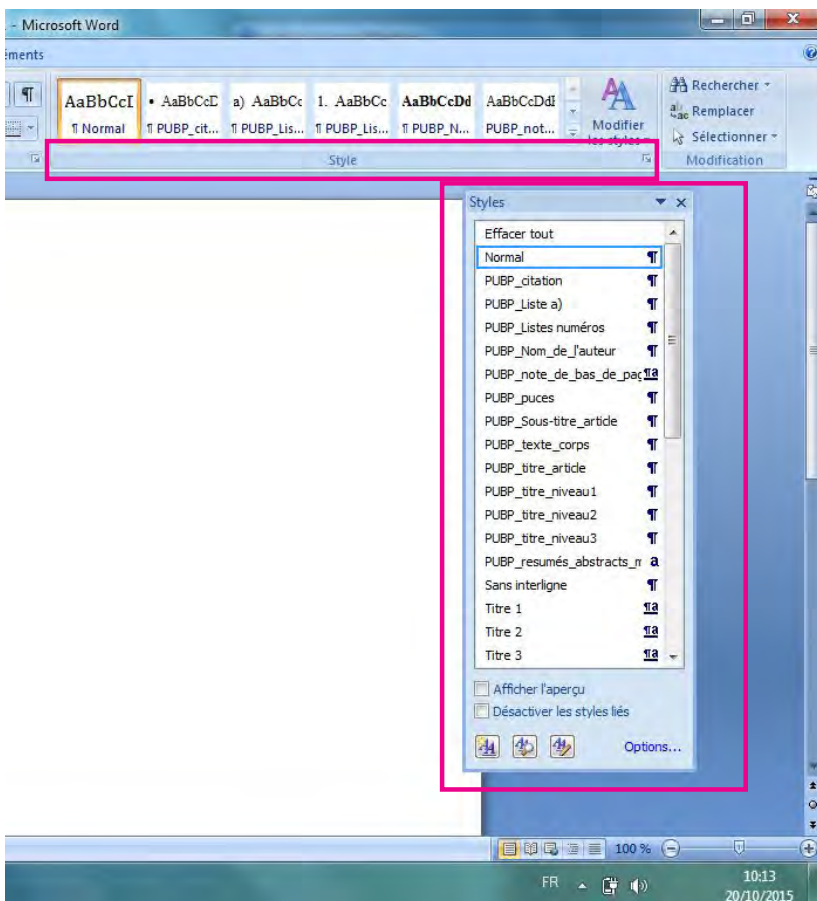 - Microsoft Word
éments
AaBbCcI • AaBbCcD a) AaBbCc 1. AaBbCc AaBbCcDd AaBbCcDdI
¶ Normal ¶ PUBP_cit... ¶ PUBP_Lis... ¶ PUBP_Lis... ¶ PUBP_N... PUBP_not...
Modifier
les styles
Rechercher
Remplacer
Sélectionner
Style
Modification
Styles
Effacer tout
Normal ¶
PUBP_citation ¶
PUBP_Liste a) ¶
PUBP_Listes numéros ¶
PUBP_Nom_de_l'auteur ¶
PUBP_note_de_bas_de_pag ¶a
PUBP_puces ¶
PUBP_Sous-titre_article ¶
PUBP_texte_corps ¶
PUBP_titre_article ¶
PUBP_titre_niveau1 ¶
PUBP_titre_niveau2 ¶
PUBP_titre_niveau3 ¶
PUBP_resumés_abstracts_m a
Sans interligne ¶
Titre 1 ¶a
Titre 2 ¶a
Titre 3 ¶a
Afficher l'aperçu
Désactiver les styles liés
Options...
100 %
FR
10:13
20/10/2015